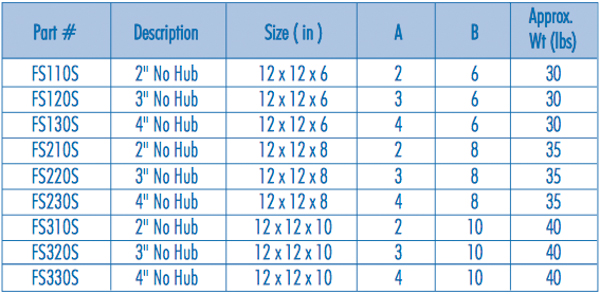 Part # Description Size ( in ) A B Approx. Wt (lbs)
FS110S 2" No Hub 12 x 12 x 6 2 6 30
FS120S 3" No Hub 12 x 12 x 6 3 6 30
FS130S 4" No Hub 12 x 12 x 6 4 6 30
FS210S 2" No Hub 12 x 12 x 8 2 8 35
FS220S 3" No Hub 12 x 12 x 8 3 8 35
FS230S 4" No Hub 12 x 12 x 8 4 8 35
FS310S 2" No Hub 12 x 12 x 10 2 10 40
FS320S 3" No Hub 12 x 12 x 10 3 10 40
FS330S 4" No Hub 12 x 12 x 10 4 10 40